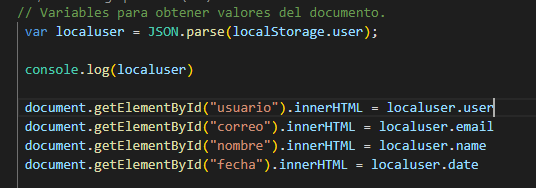 // Variables para obtener valores del documento.
var localuser = JSON.parse(localStorage.user);
console.log(localuser)
document.getElementById("usuario").innerHTML = localuser.user
document.getElementById("correo").innerHTML = localuser.email
document.getElementById("nombre").innerHTML = localuser.name
document.getElementById("fecha").innerHTML = localuser.date